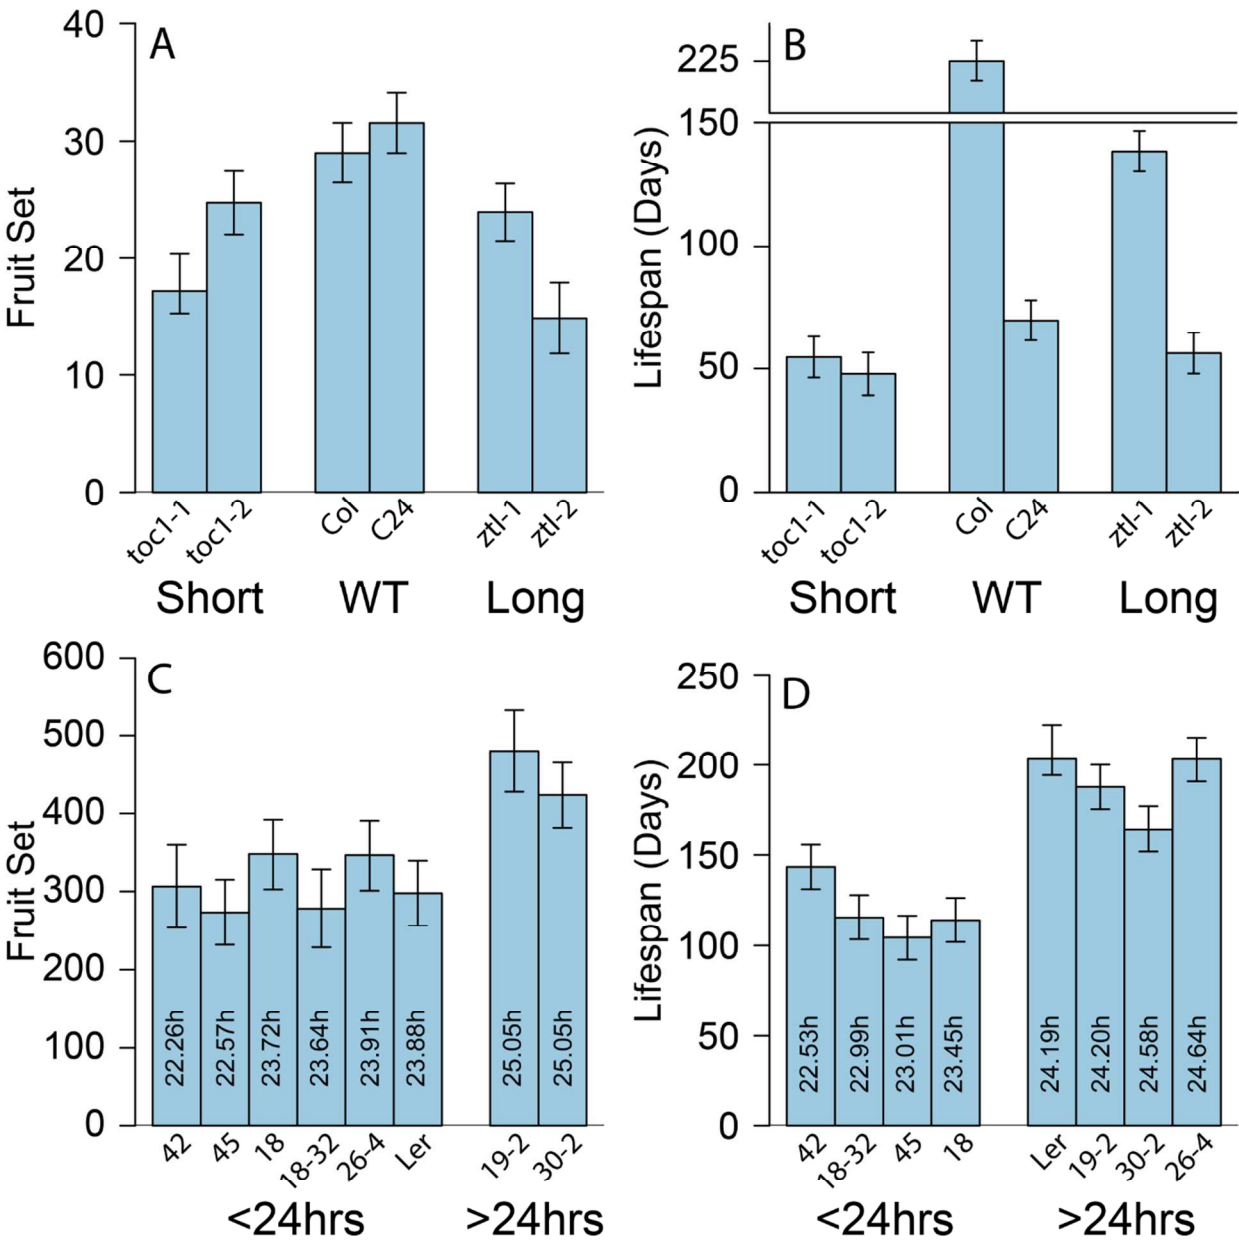 A
40
30
20
10
0
Fruit Set
toc1-1 toc1-2 Col C24 ztl-1 ztl-2
Short WT Long
B
225
150
100
50
0
Lifespan (Days)
toc1-1 toc1-2 Col C24 ztl-1 ztl-2
Short WT Long
C
600
500
400
300
200
100
0
Fruit Set
22.26h 22.57h 23.72h 23.64h 23.91h 23.88h 25.05h 25.05h
42 45 18 18-32 26-4 Ler 19-2 30-2
<24hrs >24hrs
D
250
200
150
100
50
0
Lifespan (Days)
22.53h 22.99h 23.01h 23.45h 24.19h 24.20h 24.58h 24.64h
42 18-32 45 18 Ler 19-2 30-2 26-4
<24hrs >24hrs